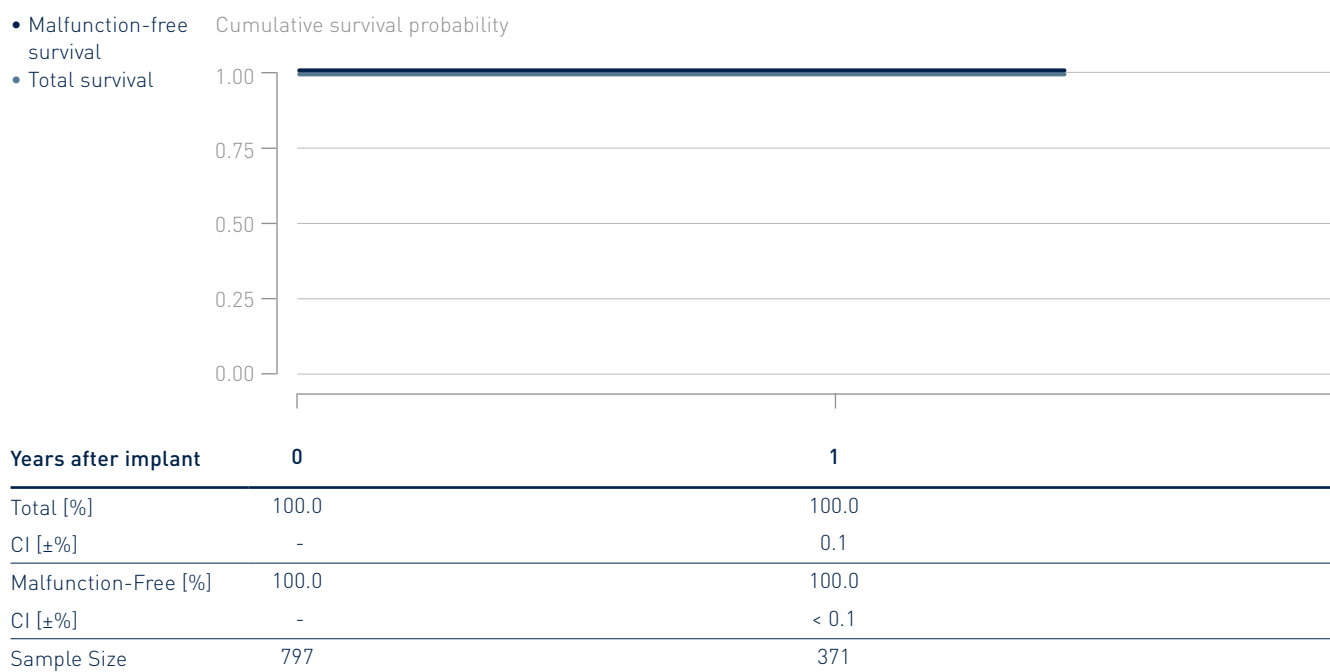 • Malfunction-free survival
• Total survival
Cumulative survival probability
1.00
0.75
0.50
0.25
0.00
Years after implant 0 1
Total [%] 100.0 100.0
CI [±%] - 0.1
Malfunction-Free [%] 100.0 100.0
CI [±%] - < 0.1
Sample Size 797 371